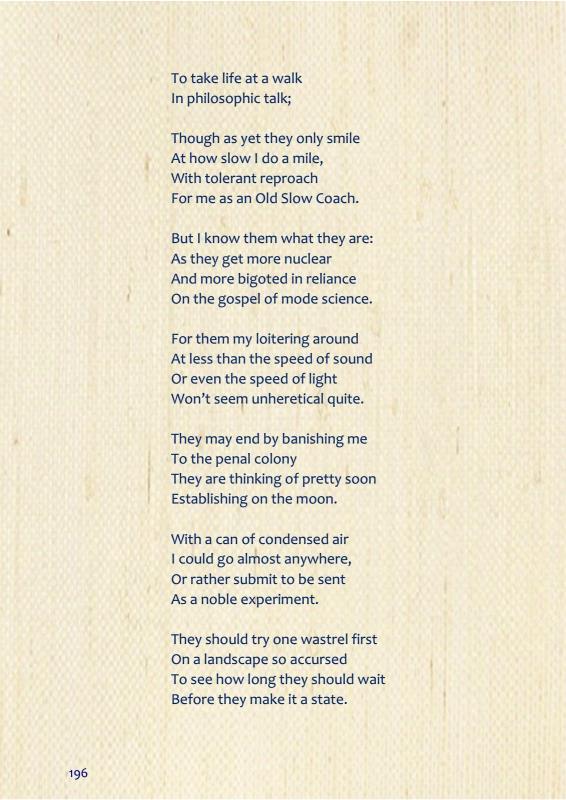 To take life at a walk
In philosophic talk;
Though as yet they only smile
At how slow I do a mile,
With tolerant reproach
For me as an Old Slow Coach.
But I know them what they are:
As they get more nuclear
And more bigoted in reliance
On the gospel of mode science.
For them my loitering around
At less than the speed of sound
Or even the speed of light
Won't seem unheretical quite.
They may end by banishing me
To the penal colony
They are thinking of pretty soon
Establishing on the moon.
With a can of condensed air
I could go almost anywhere,
Or rather submit to be sent
As a noble experiment.
They should try one wastrel first
On a landscape so accursed
To see how long they should wait
Before they make it a state.
196